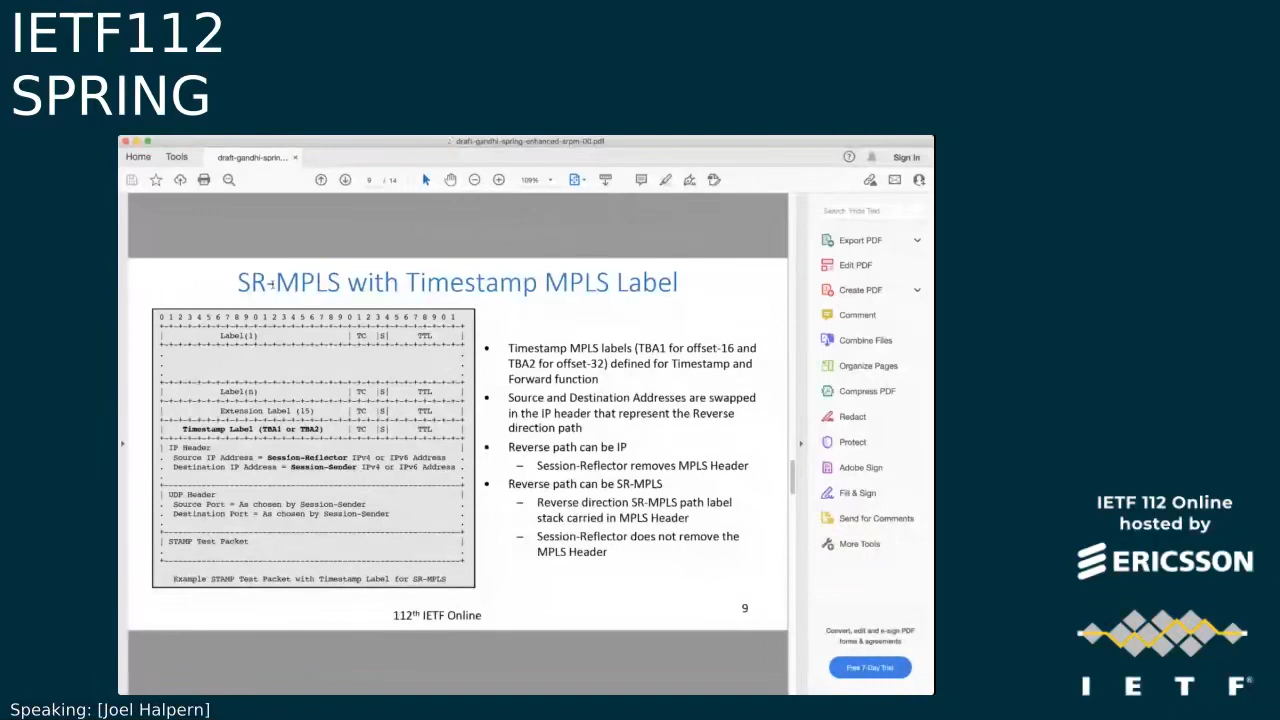 IETF112
SPRING
draft-gandhi-spring-enhanced-srpm-00.pdf
Home Tools draft-gandhi-sprin... × Sign In
9 / 14 109%
SR-MPLS with Timestamp MPLS Label
0 1 2 3 4 5 6 7 8 9 0 1 2 3 4 5 6 7 8 9 0 1 2 3 4 5 6 7 8 9 0 1
+-+-+-+-+-+-+-+-+-+-+-+-+-+-+-+-+-+-+-+-+-+-+-+-+-+-+-+-+-+-+-+-+
| Label(1) | TC |S| TTL |
+-+-+-+-+-+-+-+-+-+-+-+-+-+-+-+-+-+-+-+-+-+-+-+-+-+-+-+-+-+-+-+-+
. .
. .
. .
+-+-+-+-+-+-+-+-+-+-+-+-+-+-+-+-+-+-+-+-+-+-+-+-+-+-+-+-+-+-+-+-+
| Label(n) | TC |S| TTL |
+-+-+-+-+-+-+-+-+-+-+-+-+-+-+-+-+-+-+-+-+-+-+-+-+-+-+-+-+-+-+-+-+
| Extension Label (15) | TC |S| TTL |
+-+-+-+-+-+-+-+-+-+-+-+-+-+-+-+-+-+-+-+-+-+-+-+-+-+-+-+-+-+-+-+-+
| Timestamp Label (TBA1 or TBA2) | TC |S| TTL |
+-+-+-+-+-+-+-+-+-+-+-+-+-+-+-+-+-+-+-+-+-+-+-+-+-+-+-+-+-+-+-+-+
| IP Header |
. Source IP Address = Session-Reflector IPv4 or IPv6 Address .
. Destination IP Address = Session-Sender IPv4 or IPv6 Address .
. .
+---------------------------------------------------------------+
| UDP Header |
. Source Port = As chosen by Session-Sender .
. Destination Port = As chosen by Session-Sender .
. .
+---------------------------------------------------------------+
| STAMP Test Packet |
. .
+---------------------------------------------------------------+
Example STAMP Test Packet with Timestamp Label for SR-MPLS
• Timestamp MPLS labels (TBA1 for offset-16 and
TBA2 for offset-32) defined for Timestamp and
Forward function
• Source and Destination Addresses are swapped
in the IP header that represent the Reverse
direction path
• Reverse path can be IP
– Session-Reflector removes MPLS Header
• Reverse path can be SR-MPLS
– Reverse direction SR-MPLS path label
stack carried in MPLS Header
– Session-Reflector does not remove the
MPLS Header
112th IETF Online
9
Export PDF
Edit PDF
Create PDF
Comment
Combine Files
Organize Pages
Compress PDF
Redact
Protect
Adobe Sign
Fill & Sign
Send for Comments
More Tools
Convert, edit and e-sign PDF
forms & agreements
Free 7-Day Trial
IETF 112 Online
hosted by
ERICSSON
I E T F®
Speaking: [Joel Halpern]